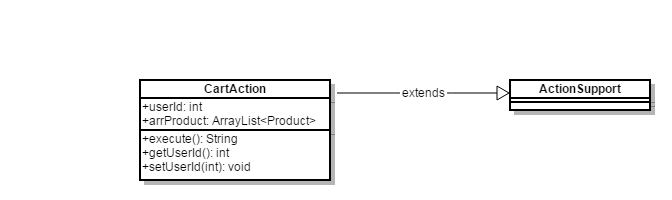 CartAction
+userId: int
+arrProduct: ArrayList<Product>
+execute(): String
+getUserId(): int
+setUserId(int): void
extends
ActionSupport